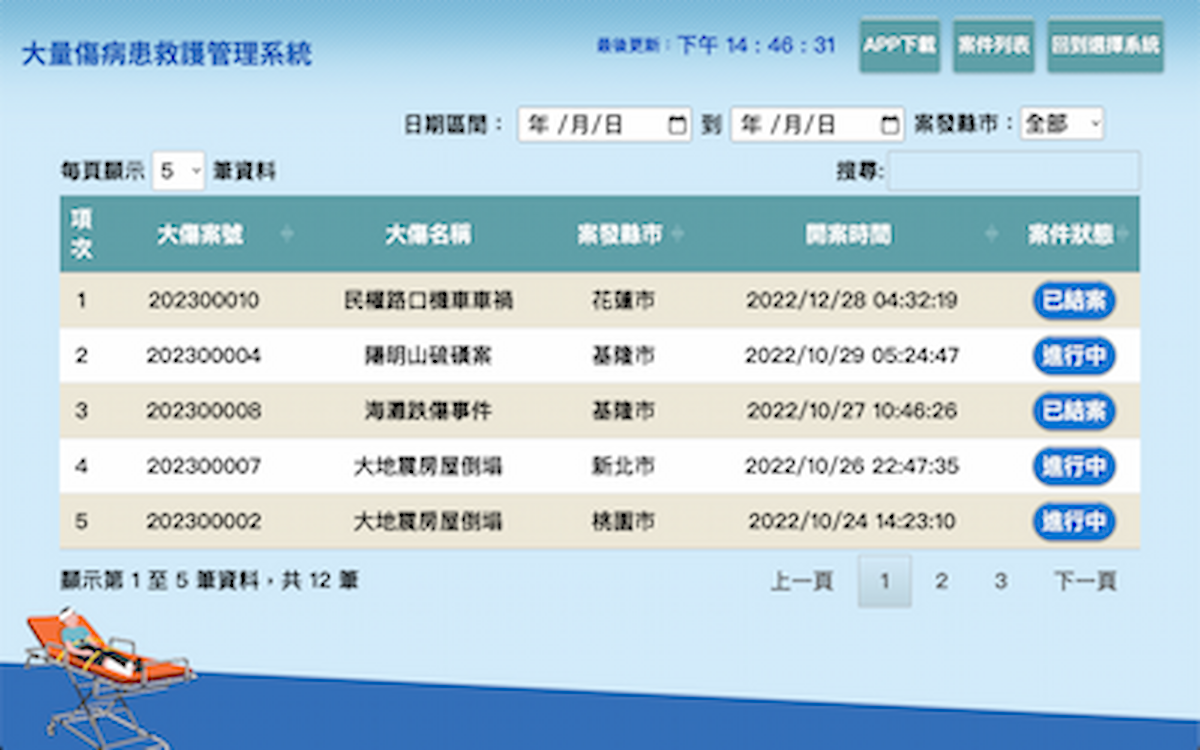 大量傷病患救護管理系統
最後更新：下午 14：46：31
APP下載 案件列表 回到選擇系統
日期區間： 年 /月/日 到 年 /月/日 案發縣市：全部
每頁顯示 5 筆資料 搜尋:
項次 大傷案號 大傷名稱 案發縣市 開案時間 案件狀態
1 202300010 民權路口機車車禍 花蓮市 2022/12/28 04:32:19 已結案
2 202300004 陽明山硫磺案 基隆市 2022/10/29 05:24:47 進行中
3 202300008 海灘跌傷事件 基隆市 2022/10/27 10:46:26 已結案
4 202300007 大地震房屋倒塌 新北市 2022/10/26 22:47:35 進行中
5 202300002 大地震房屋倒塌 桃園市 2022/10/24 14:23:10 進行中
顯示第 1 至 5 筆資料，共 12 筆
上一頁 1 2 3 下一頁